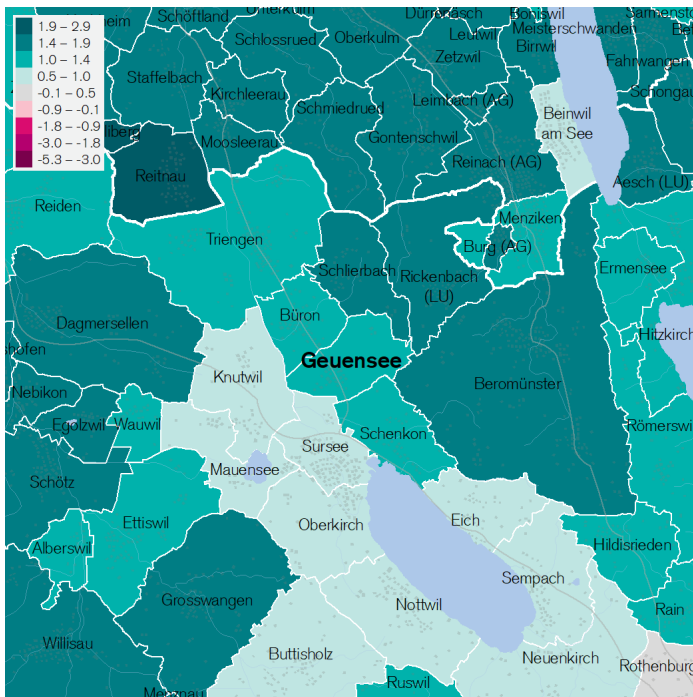 1.9 – 2.9
1.4 – 1.9
1.0 – 1.4
0.5 – 1.0
-0.1 – 0.5
-0.9 – -0.1
-1.8 – -0.9
-3.0 – -1.8
-5.3 – -3.0
Schöftland
Schlossrued
Oberkulm
Dürrenäsch
Leutwil
Zetzwil
Boniswil
Meisterschwanden
Birrwil
Fahrwangen
Staffelbach
Kirchleerau
Schmiedrued
Leimbach (AG)
Beinwil
am See
Schongau
Moosleerau
Gontenschwil
Reinach (AG)
Aesch (LU)
Reitnau
Reiden
Triengen
Menziken
Burg (AG)
Schlierbach
Rickenbach
(LU)
Ermensee
Büron
Hitzkirch
Dagmersellen
Geuensee
Knutwil
Nebikon
Beromünster
Egolzwil
Wauwil
Schenkon
Römerswil
Sursee
Mauensee
Schötz
Ettiswil
Oberkirch
Eich
Alberswil
Hildisrieden
Sempach
Grosswangen
Nottwil
Rain
Willisau
Buttisholz
Neuenkirch
Rothenburg
Ruswil
Menznau